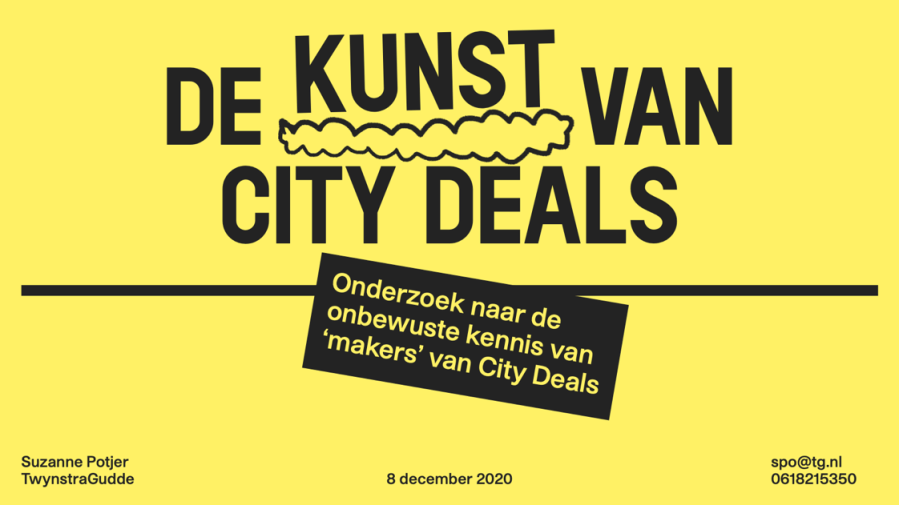 DE KUNST VAN
CITY DEALS
Onderzoek naar de
onbewuste kennis van
‘makers’ van City Deals
Suzanne Potjer
TwynstraGudde
8 december 2020
spo@tg.nl
0618215350